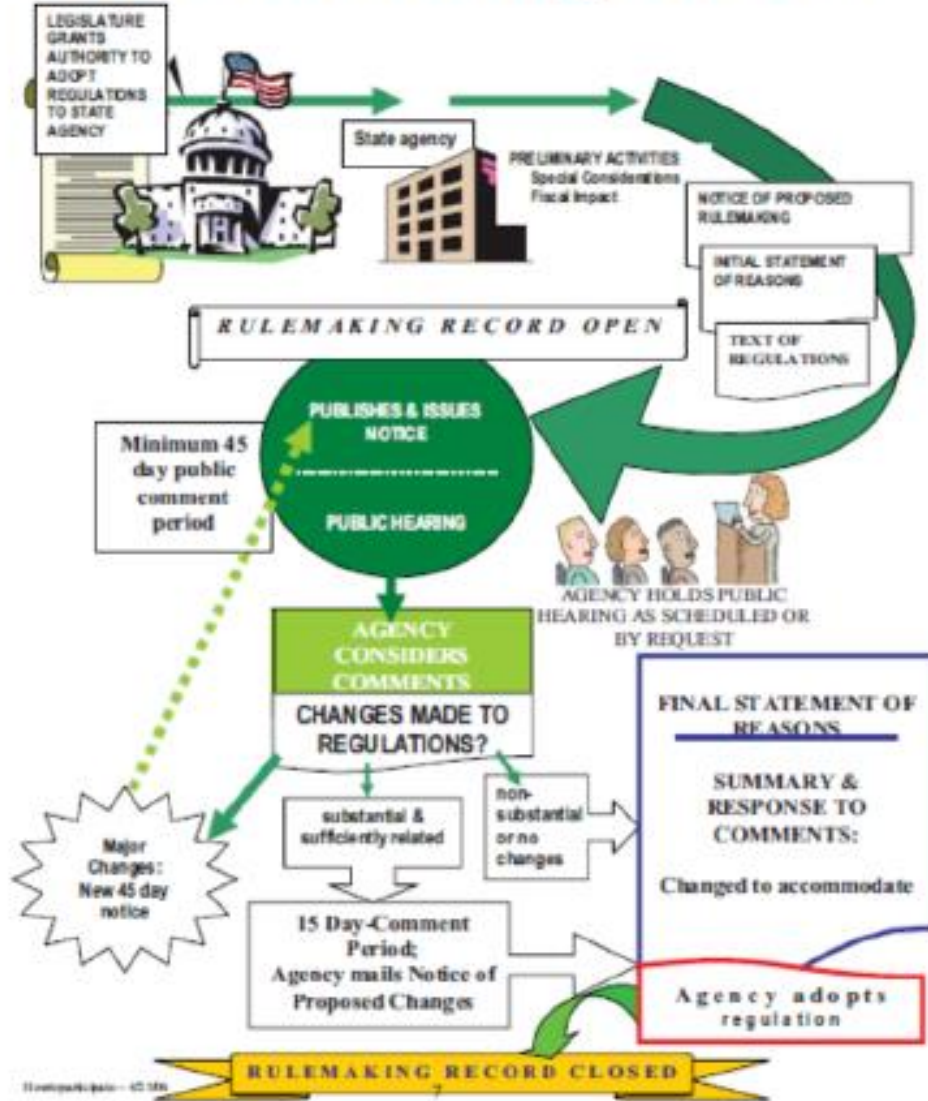 LEGISLATURE
GRANTS
AUTHORITY TO
ADOPT
REGULATIONS
TO STATE
AGENCY
State agency
PRELIMINARY ACTIVITIES
Special Considerations
Fiscal Impact
NOTICE OF PROPOSED
RULEMAKING
INITIAL STATEMENT
OF REASONS
TEXT OF
REGULATIONS
RULEMAKING RECORD OPEN
PUBLISHES & ISSUES
NOTICE
PUBLIC HEARING
Minimum 45
day public
comment
period
AGENCY HOLDS PUBLIC
HEARING AS SCHEDULED OR
BY REQUEST
AGENCY
CONSIDERS
COMMENTS
CHANGES MADE TO
REGULATIONS?
Major
Changes:
New 45 day
notice
substantial &
sufficiently related
non-
substantial
or no
changes
15 Day-Comment
Period;
Agency mails Notice of
Proposed Changes
FINAL STATEMENT OF
REASONS
SUMMARY &
RESPONSE TO
COMMENTS:
Changed to accommodate
Agency adopts
regulation
RULEMAKING RECORD CLOSED
7